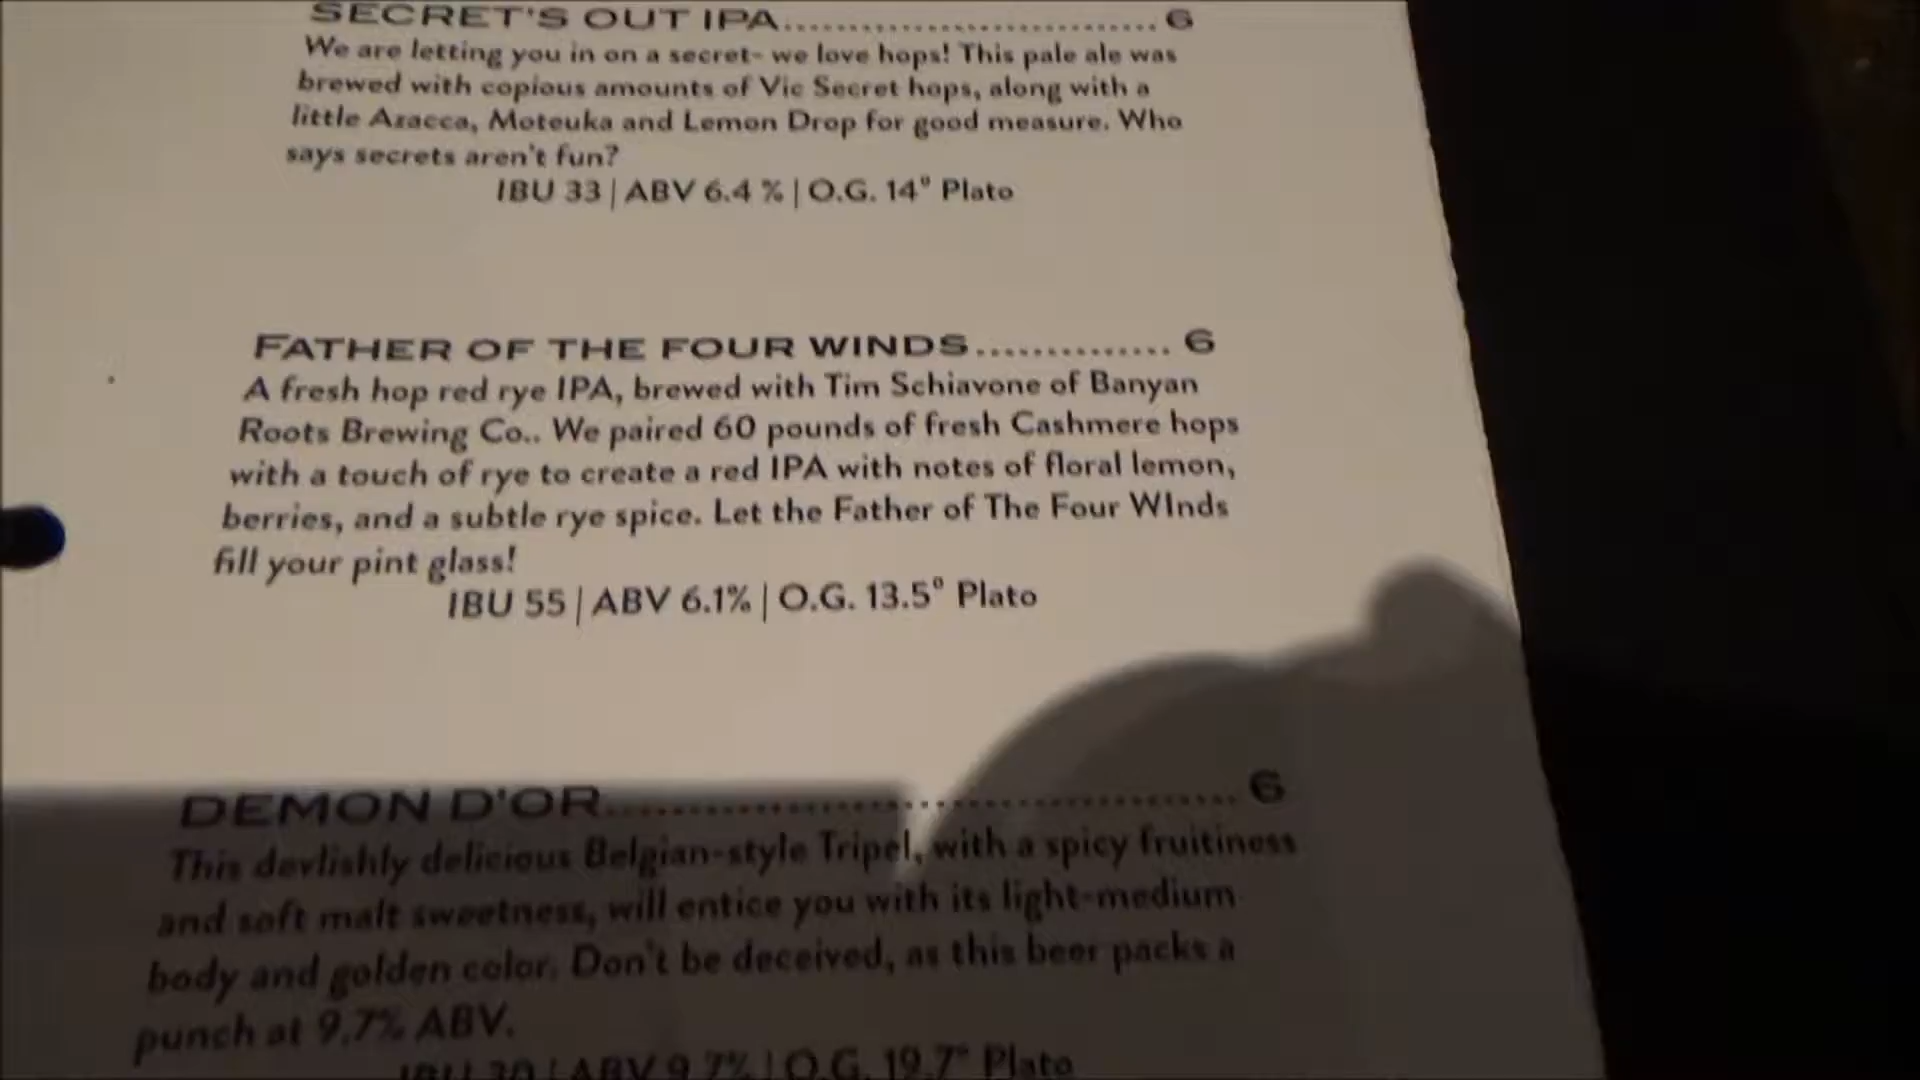 SECRET'S OUT IPA.............................6
We are letting you in on a secret- we love hops! This pale ale was
brewed with copious amounts of Vic Secret hops, along with a
little Azacca, Moteuka and Lemon Drop for good measure. Who
says secrets aren't fun?
IBU 33 | ABV 6.4 % | O.G. 14° Plato
FATHER OF THE FOUR WINDS.............. 6
A fresh hop red rye IPA, brewed with Tim Schiavone of Banyan
Roots Brewing Co.. We paired 60 pounds of fresh Cashmere hops
with a touch of rye to create a red IPA with notes of floral lemon,
berries, and a subtle rye spice. Let the Father of The Four WInds
fill your pint glass!
IBU 55 | ABV 6.1% | O.G. 13.5° Plato
DEMON D'OR............................................6
This devlishly delicious Belgian-style Tripel, with a spicy fruitiness
and soft malt sweetness, will entice you with its light-medium
body and golden color. Don't be deceived, as this beer packs a
punch at 9.7% ABV.
IBU 30 | ABV 9.7% | O.G. 19.7° Plato